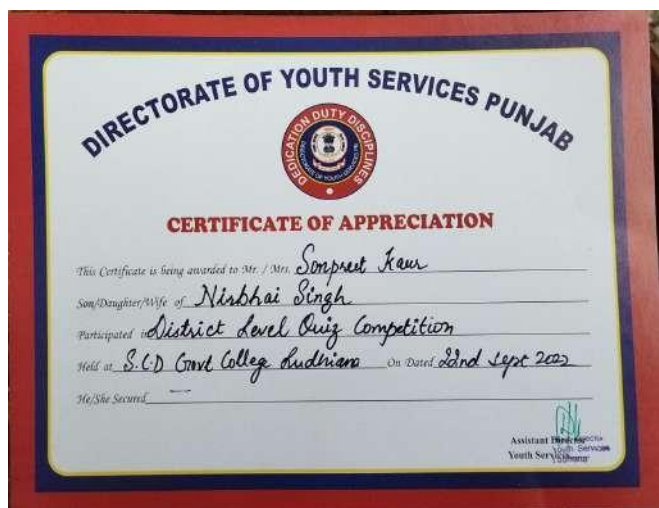 DIRECTORATE OF YOUTH SERVICES PUNJAB
DEDICATION DUTY DISCIPLINES
CERTIFICATE OF APPRECIATION
This Certificate is being awarded to Mr. / Mrs. Sonpreet Kaur
Son/Daughter/Wife of Nirbhai Singh
Participated in District Level Quiz Competition
Held at S.C.D Govt Colleg Ludhiana On Dated 22nd Sept 2022
He/She Secured —
Assistant Director
Youth Services